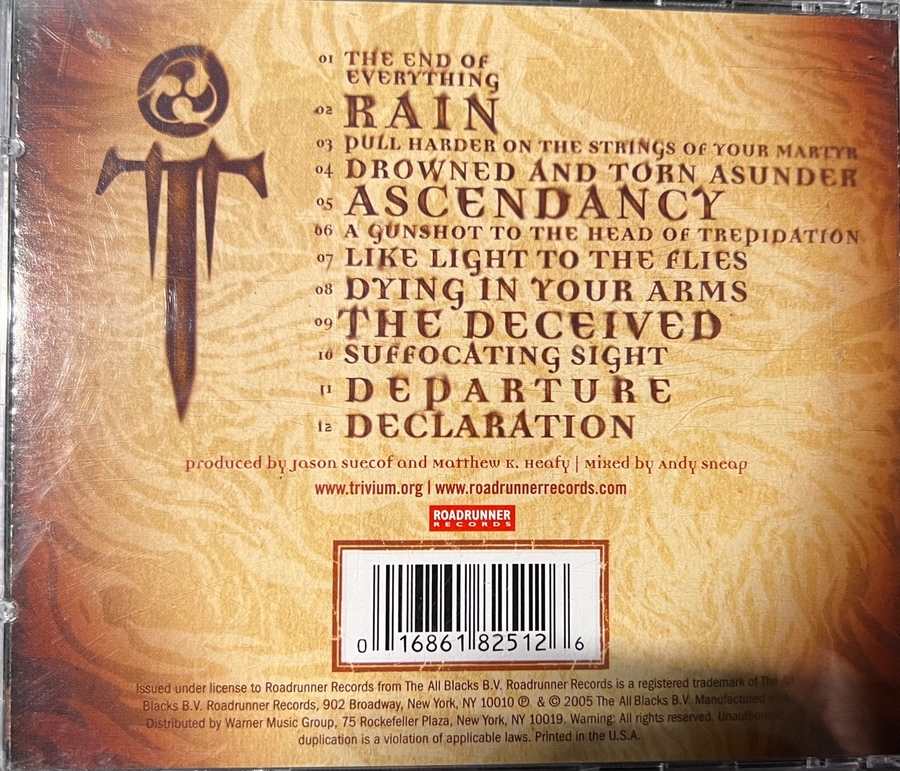 01 THE END OF
EVERYTHING
02 RAIN
03 PULL HARDER ON THE STRINGS OF YOUR MARTYR
04 DROWNED AND TORN ASUNDER
05 ASCENDANCY
06 A GUNSHOT TO THE HEAD OF TREPIDATION
07 LIKE LIGHT TO THE FLIES
08 DYING IN YOUR ARMS
09 THE DECEIVED
10 SUFFOCATING SIGHT
11 DEPARTURE
12 DECLARATION
produced by Jason Suecof and Matthew K. Heafy | Mixed by Andy Sneap
www.trivium.org | www.roadrunnerrecords.com
ROADRUNNER
RECORDS
0 16861 82512 6
Issued under license to Roadrunner Records from The All Blacks B.V. Roadrunner Records is a registered trademark of The All
Blacks B.V. Roadrunner Records, 902 Broadway, New York, NY 10010 ℗ & © 2005 The All Blacks B.V. Manufactured
Distributed by Warner Music Group, 75 Rockefeller Plaza, New York, NY 10019. Warning: All rights reserved. Unauthorized
duplication is a violation of applicable laws. Printed in the U.S.A.